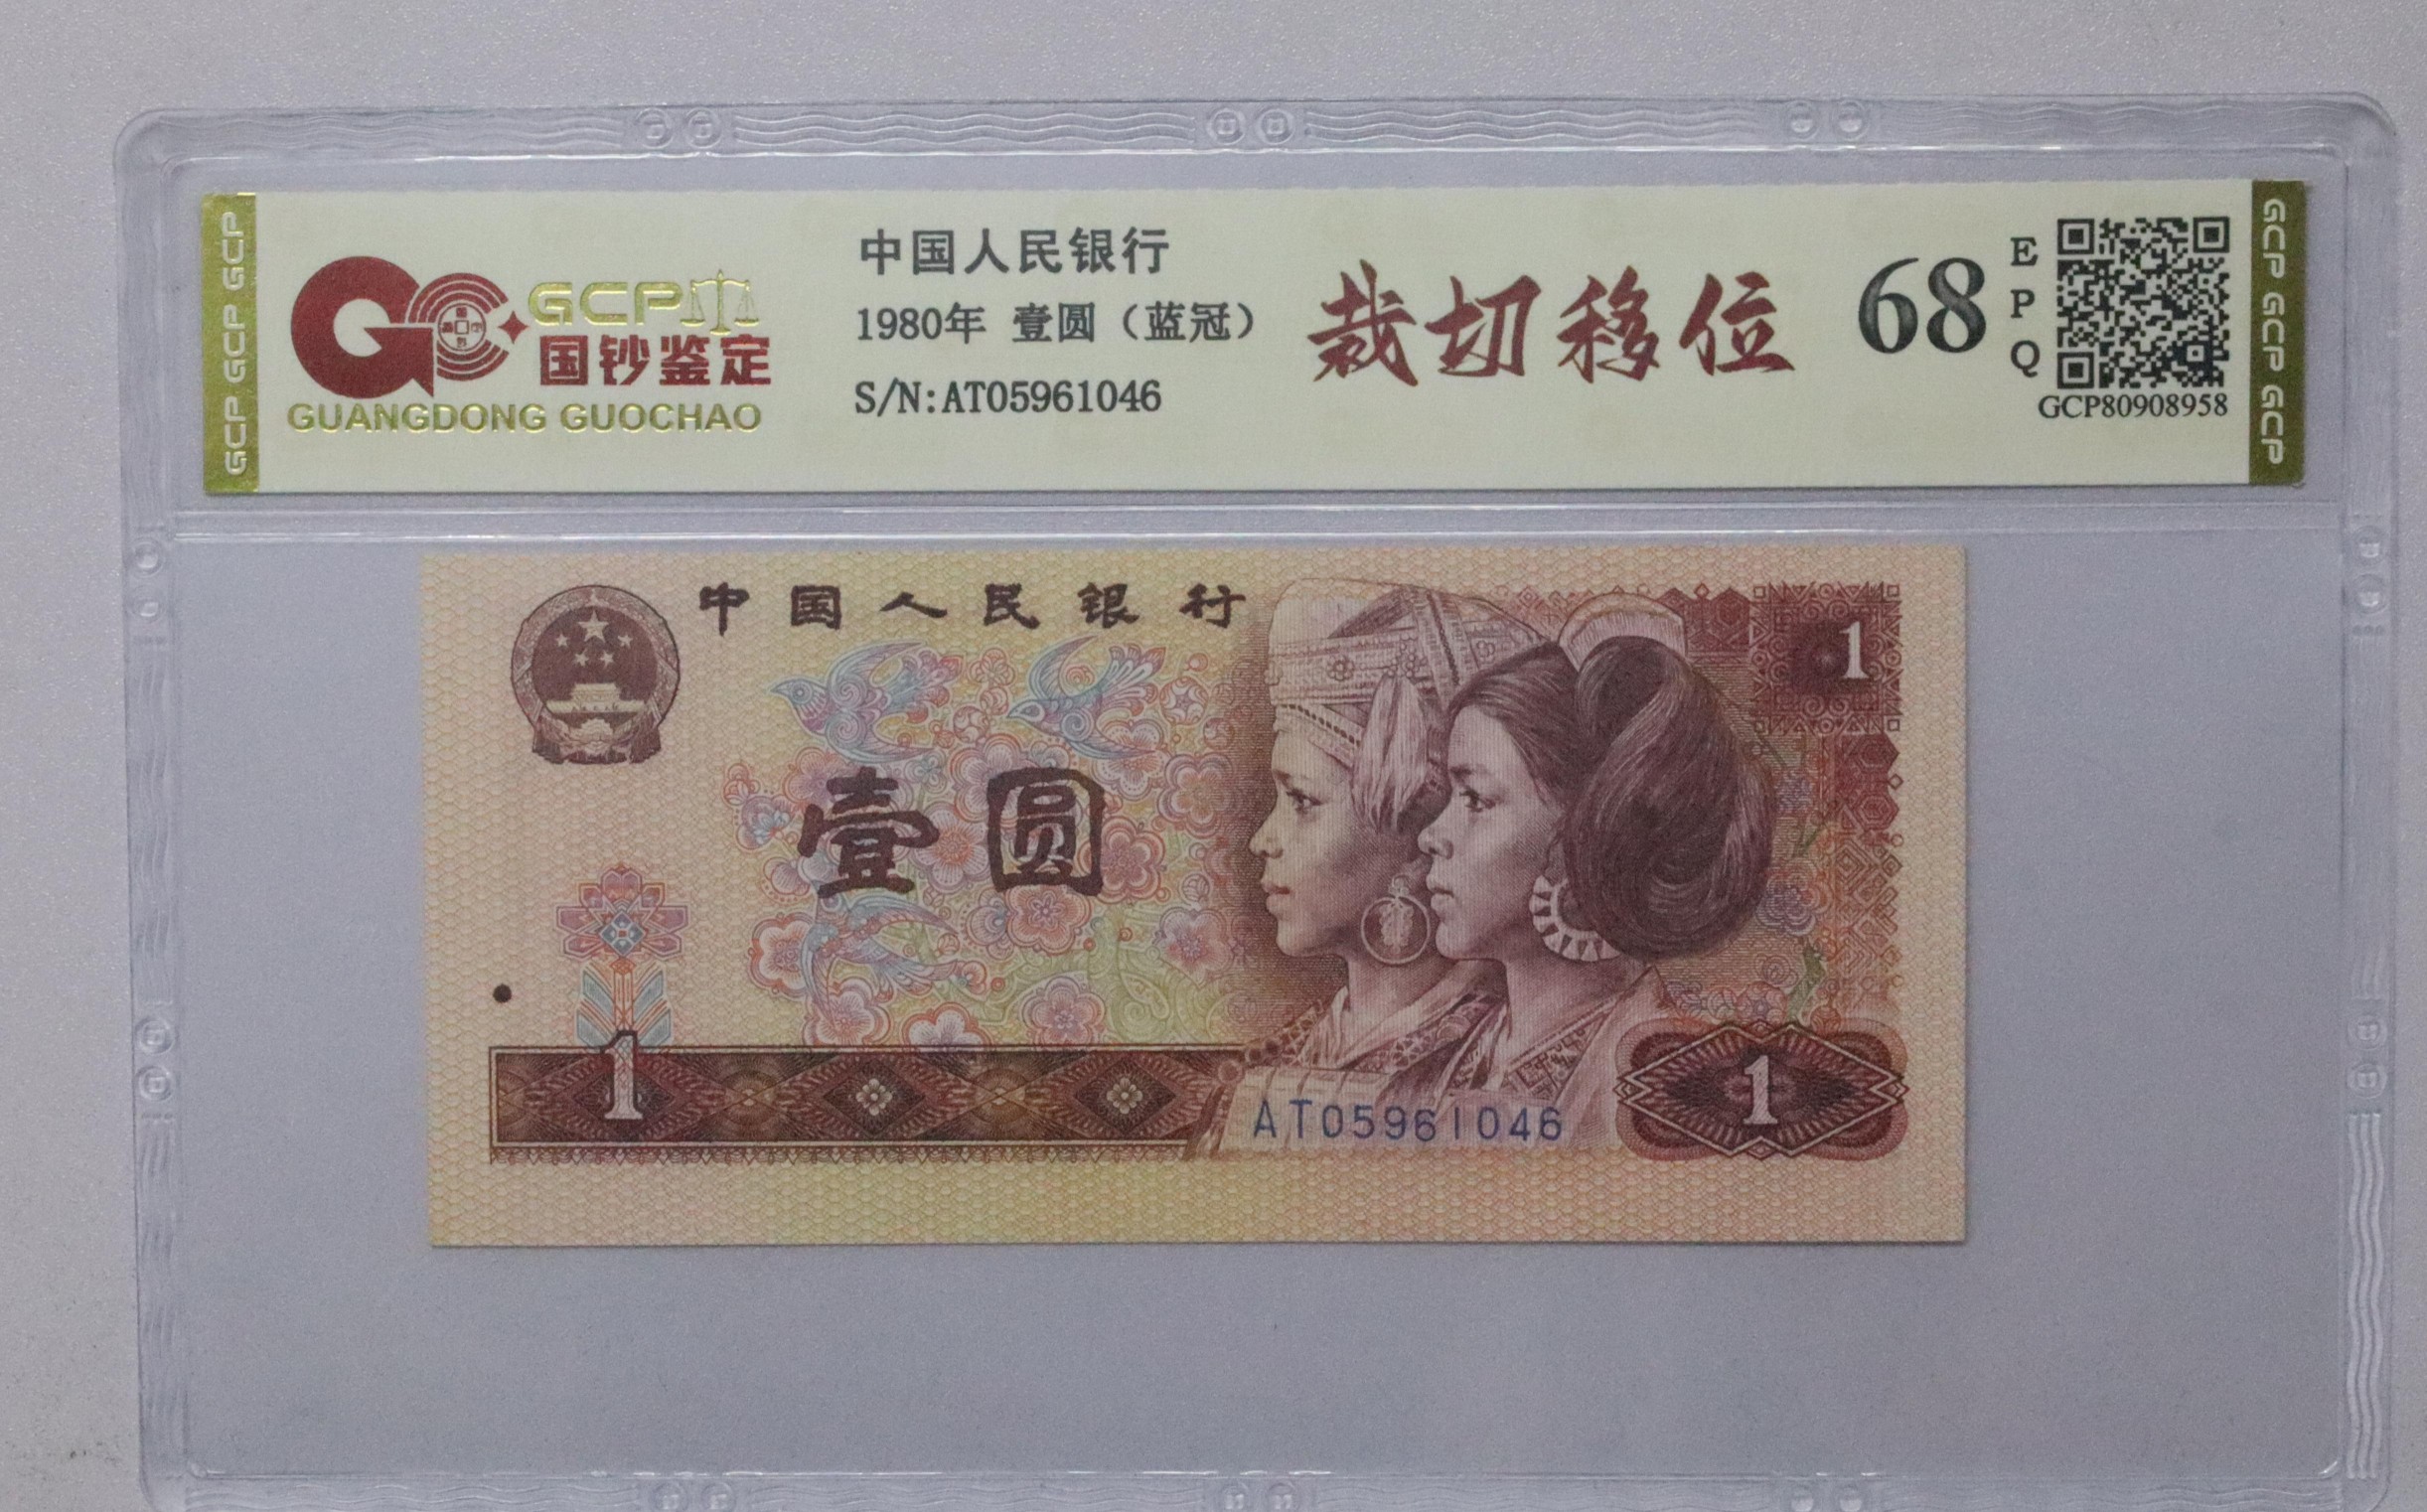 GCP GCP GCP
GCP
国钞鉴定
GUANGDONG GUOCHAO
中国人民银行
1980年 壹圆（蓝冠）
S/N:AT05961046
裁切移位
68
E
P
Q
GCP80908958
GCP GCP GCP
中国人民银行
1
壹圆
1
AT05961046
1